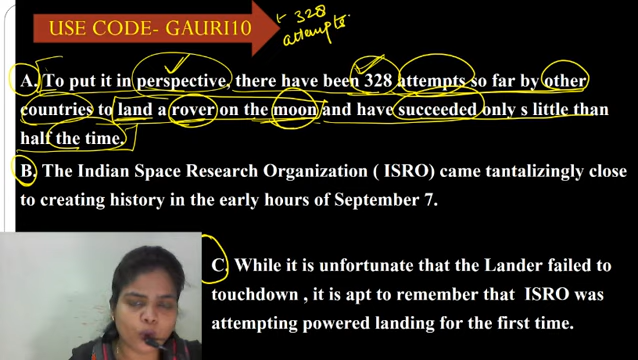 USE CODE- GAURI10
- 328
attempts.
A. To put it in perspective, there have been 328 attempts so far by other
countries to land a rover on the moon and have succeeded only s little than
half the time.
B. The Indian Space Research Organization ( ISRO) came tantalizingly close
to creating history in the early hours of September 7.
C. While it is unfortunate that the Lander failed to
touchdown , it is apt to remember that ISRO was
attempting powered landing for the first time.